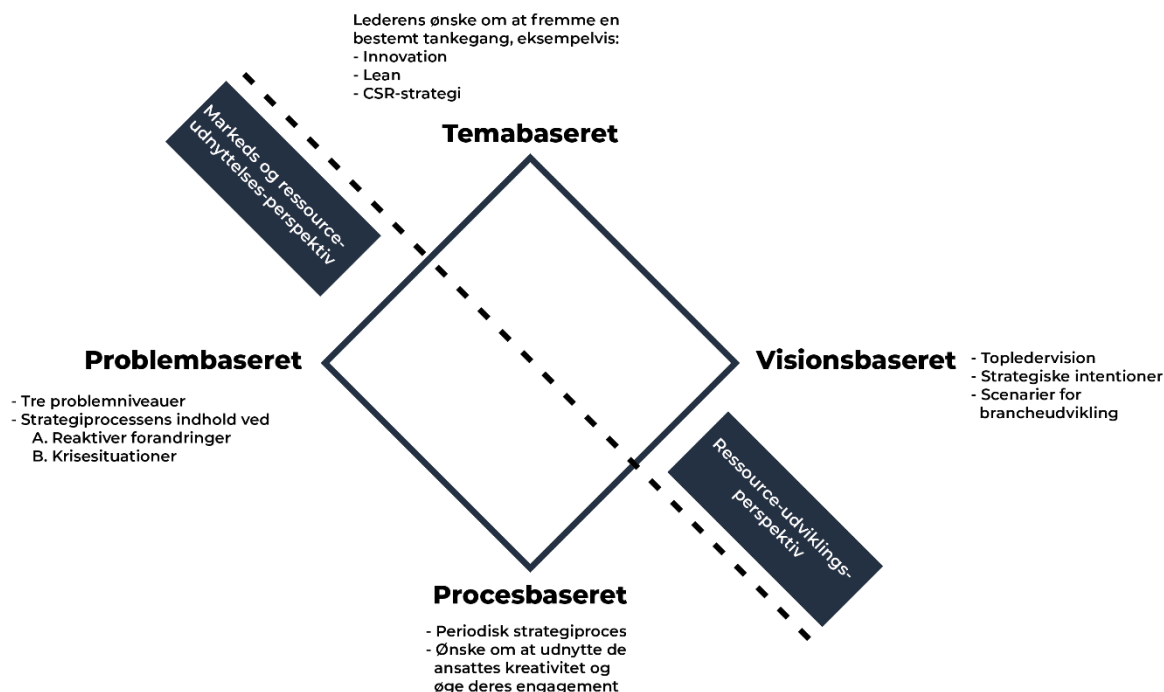 Lederens ønske om at fremme en
bestemt tankegang, eksempelvis:
- Innovation
- Lean
- CSR-strategi
Temabaseret
Markeds og ressource-
udnyttelses-perspektiv
Problembaseret
- Tre problemniveauer
- Strategiprocessens indhold ved
A. Reaktiver forandringer
B. Krisesituationer
Visionsbaseret
- Topledervision
- Strategiske intentioner
- Scenarier for
brancheudvikling
Ressource-udviklings-
perspektiv
Procesbaseret
- Periodisk strategiproces
- Ønske om at udnytte de
ansattes kreativitet og
øge deres engagement